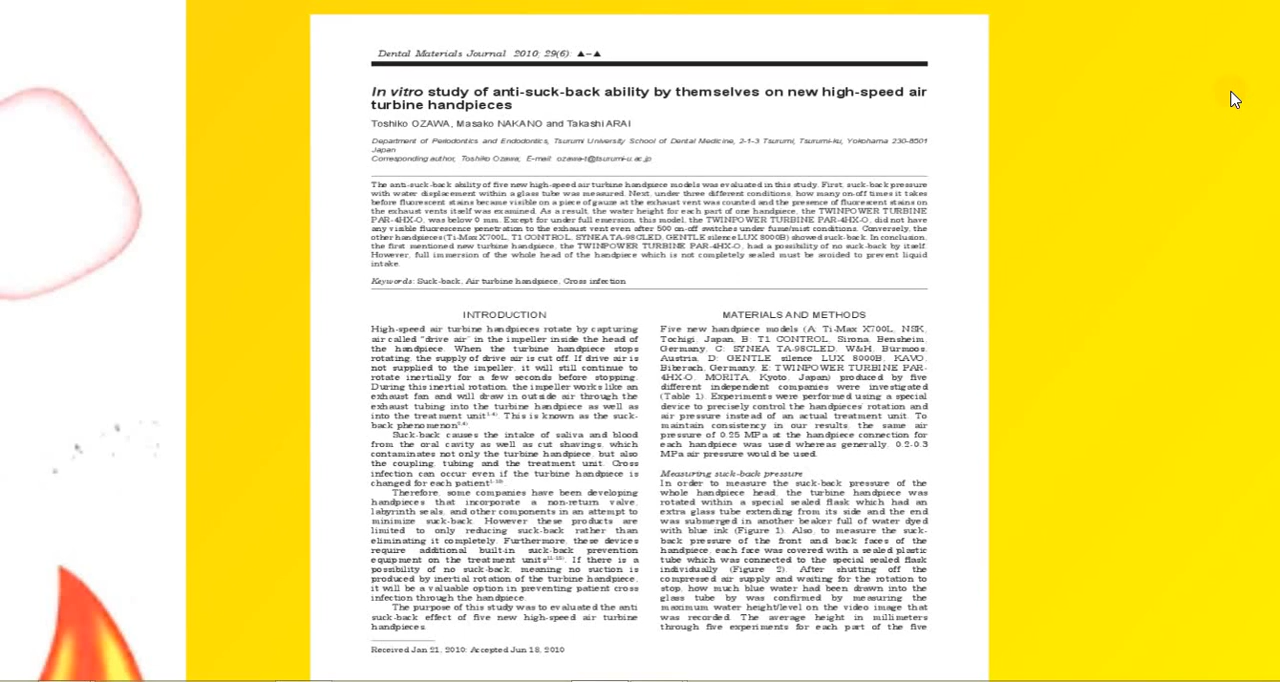 Dental Materials Journal 2010; 29(6): ▲–▲
In vitro study of anti-suck-back ability by themselves on new high-speed air
turbine handpieces
Toshiko OZAWA, Masako NAKANO and Takashi ARAI
Department of Periodontics and Endodontics, Tsurumi University School of Dental Medicine, 2-1-3 Tsurumi, Tsurumi-ku, Yokohama 230-8501
Japan
Corresponding author, Toshiko Ozawa; E-mail: ozawa-t@tsurumi-u.ac.jp
The anti-suck-back ability of five new high-speed air turbine handpiece models was evaluated in this study. First, suck-back pressure
with water displacement within a glass tube was measured. Next, under three different conditions, how many on-off times it takes
before fluorescent stains became visible on a piece of gauze at the exhaust vent was counted and the presence of fluorescent stains on
the exhaust vents itself was examined. As a result, the water height for each part of one handpiece, the TWINPOWER TURBINE
PAR-4HX-O, was below 0 mm. Except for under full emersion, this model, the TWINPOWER TURBINE PAR-4HX-O, did not have
any visible fluorescence penetration to the exhaust vent even after 500 on-off switches under fume/mist conditions. Conversely, the
other handpieces (Ti-Max X700L, T1 CONTROL, SYNEA TA-98CLED, GENTLE silence LUX 8000B) showed suck-back. In conclusion,
the first mentioned new turbine handpiece, the TWINPOWER TURBINE PAR-4HX-O, had a possibility of no suck-back by itself.
However, full immersion of the whole head of the handpiece which is not completely sealed must be avoided to prevent liquid
intake.
Keywords: Suck-back, Air turbine handpiece, Cross infection
INTRODUCTION
High-speed air turbine handpieces rotate by capturing
air called "drive air" in the impeller inside the head of
the handpiece. When the turbine handpiece stops
rotating, the supply of drive air is cut off. If drive air is
not supplied to the impeller, it will still continue to
rotate inertially for a few seconds before stopping.
During this inertial rotation, the impeller works like an
exhaust fan and will draw in outside air through the
exhaust tubing into the turbine handpiece as well as
into the treatment unit1-4). This is known as the suck-
back phenomenon
Suck-back causes the intake of saliva and blood
from the oral cavity as well as cut shavings, which
contaminates not only the turbine handpiece, but also
the coupling, tubing and the treatment unit. Cross
infection can occur even if the turbine handpiece is
changed for each patient
Therefore, some companies have been developing
handpieces that incorporate a non-return valve,
labyrinth seals, and other components in an attempt to
minimize suck-back. However these products are
limited to only reducing suck-back rather than
eliminating it completely. Furthermore, these devices
require additional built-in suck-back prevention
equipment on the treatment units If there is a
possibility of no suck-back, meaning no suction is
produced by inertial rotation of the turbine handpiece,
it will be a valuable option in preventing patient cross
infection through the handpiece.
The purpose of this study was to evaluated the anti
suck-back effect of five new high-speed air turbine
handpieces.
Received Jan 21, 2010: Accepted Jun 18, 2010
MATERIALS AND METHODS
Five new handpiece models (A: Ti-Max X700L, NSK,
Tochigi, Japan, B: T1 CONTROL, Sirona, Bensheim,
Germany, C: SYNEA TA-98CLED, W&H, Burmoos,
Austria, D: GENTLE silence LUX 8000B, KAVO,
Biberach, Germany, E: TWINPOWER TURBINE PAR-
4HX-O, MORITA, Kyoto, Japan) produced by five
different independent companies were investigated
(Table 1). Experiments were performed using a special
device to precisely control the handpieces' rotation and
air pressure instead of an actual treatment unit. To
maintain consistency in our results, the same air
pressure of 0.25 MPa at the handpiece connection for
each handpiece was used whereas generally, 0.2-0.3
MPa air pressure would be used.
Measuring suck-back pressure
In order to measure the suck-back pressure of the
whole handpiece head, the turbine handpiece was
rotated within a special sealed flask which had an
extra glass tube extending from its side and the end
was submerged in another beaker full of water dyed
with blue ink (Figure 1). Also, to measure the suck-
back pressure of the front and back faces of the
handpiece, each face was covered with a sealed plastic
tube which was connected to the special sealed flask
individually (Figure 2). After shutting off the
compressed air supply and waiting for the rotation to
stop, how much blue water had been drawn into the
glass tube by was confirmed by measuring the
maximum water height/level on the video image that
was recorded. The average height in millimeters
through five experiments for each part of the five